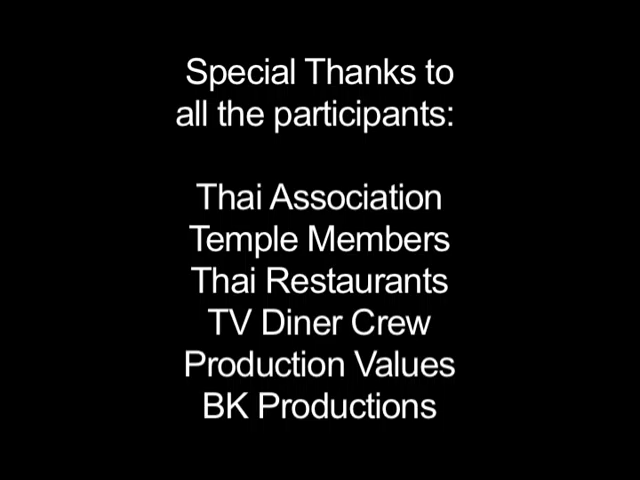 Special Thanks to
all the participants:
Thai Association
Temple Members
Thai Restaurants
TV Diner Crew
Production Values
BK Productions